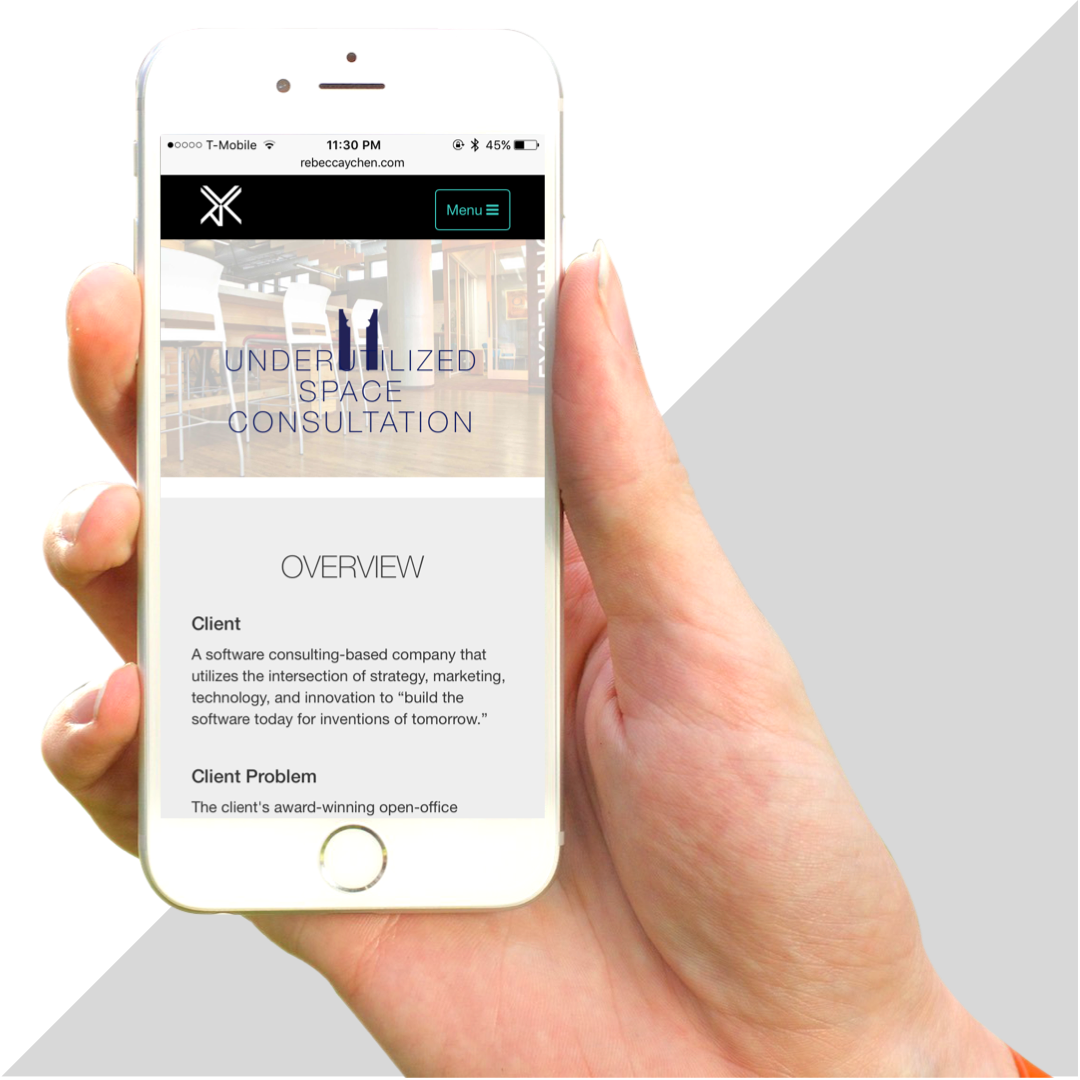 T-Mobile 11:30 PM 45%
rebeccaychen.com
Menu
UNDERUTILIZED
SPACE
CONSULTATION
OVERVIEW
Client
A software consulting-based company that
utilizes the intersection of strategy, marketing,
technology, and innovation to “build the
software today for inventions of tomorrow.”
Client Problem
The client's award-winning open-office